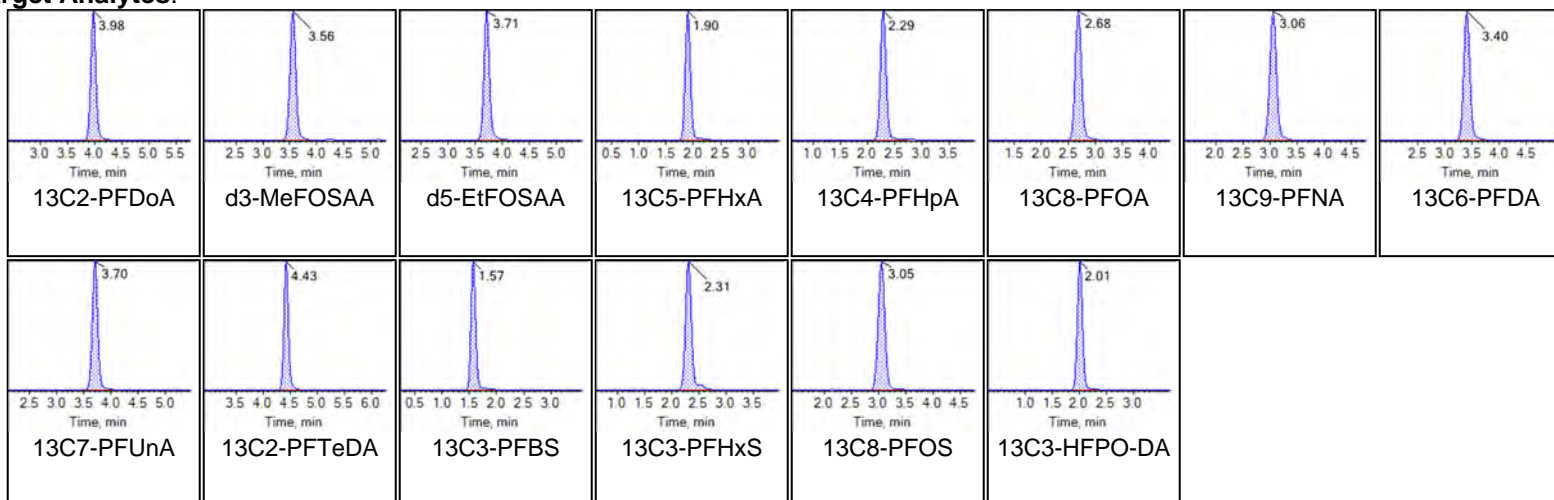 rget Analytes:
3.98 3.56 3.71 1.90 2.29 2.68 3.06 3.40
3.0 3.5 4.0 4.5 5.0 5.5 2.5 3.0 3.5 4.0 4.5 5.0 2.5 3.0 3.5 4.0 4.5 5.0 0.5 1.0 1.5 2.0 2.5 3.0 1.0 1.5 2.0 2.5 3.0 3.5 1.5 2.0 2.5 3.0 3.5 4.0 2.0 2.5 3.0 3.5 4.0 4.5 2.5 3.0 3.5 4.0 4.5
Time, min Time, min Time, min Time, min Time, min Time, min Time, min Time, min
13C2-PFDoA d3-MeFOSAA d5-EtFOSAA 13C5-PFHxA 13C4-PFHpA 13C8-PFOA 13C9-PFNA 13C6-PFDA
3.70 4.43 1.57 2.31 3.05 2.01
2.5 3.0 3.5 4.0 4.5 5.0 3.5 4.0 4.5 5.0 5.5 6.0 0.5 1.0 1.5 2.0 2.5 3.0 1.0 1.5 2.0 2.5 3.0 3.5 2.0 2.5 3.0 3.5 4.0 4.5 1.0 1.5 2.0 2.5 3.0
Time, min Time, min Time, min Time, min Time, min Time, min
13C7-PFUnA 13C2-PFTeDA 13C3-PFBS 13C3-PFHxS 13C8-PFOS 13C3-HFPO-DA